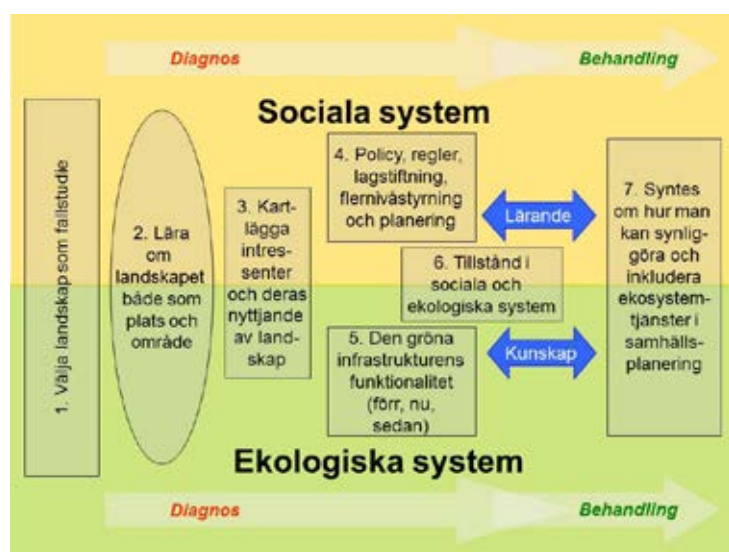 Diagnos
Behandling
Sociala system
1. Välja landskap som fallstudie
2. Lära
om
landskapet
både som
plats och
område
3. Kart-
lägga
intres-
senter
och deras
nyttjande
av land-
skap
4. Policy, regler,
lagstiftning,
flernivåstyrning
och planering
Lärande
6. Tillstånd i
sociala och
ekologiska system
5. Den gröna
infrastrukturens
funktionalitet
(förr, nu,
sedan)
Kunskap
7. Syntes
om hur man
kan synlig-
göra och
inkludera
ekosystem-
tjänster i
samhälls-
planering
Ekologiska system
Diagnos
Behandling